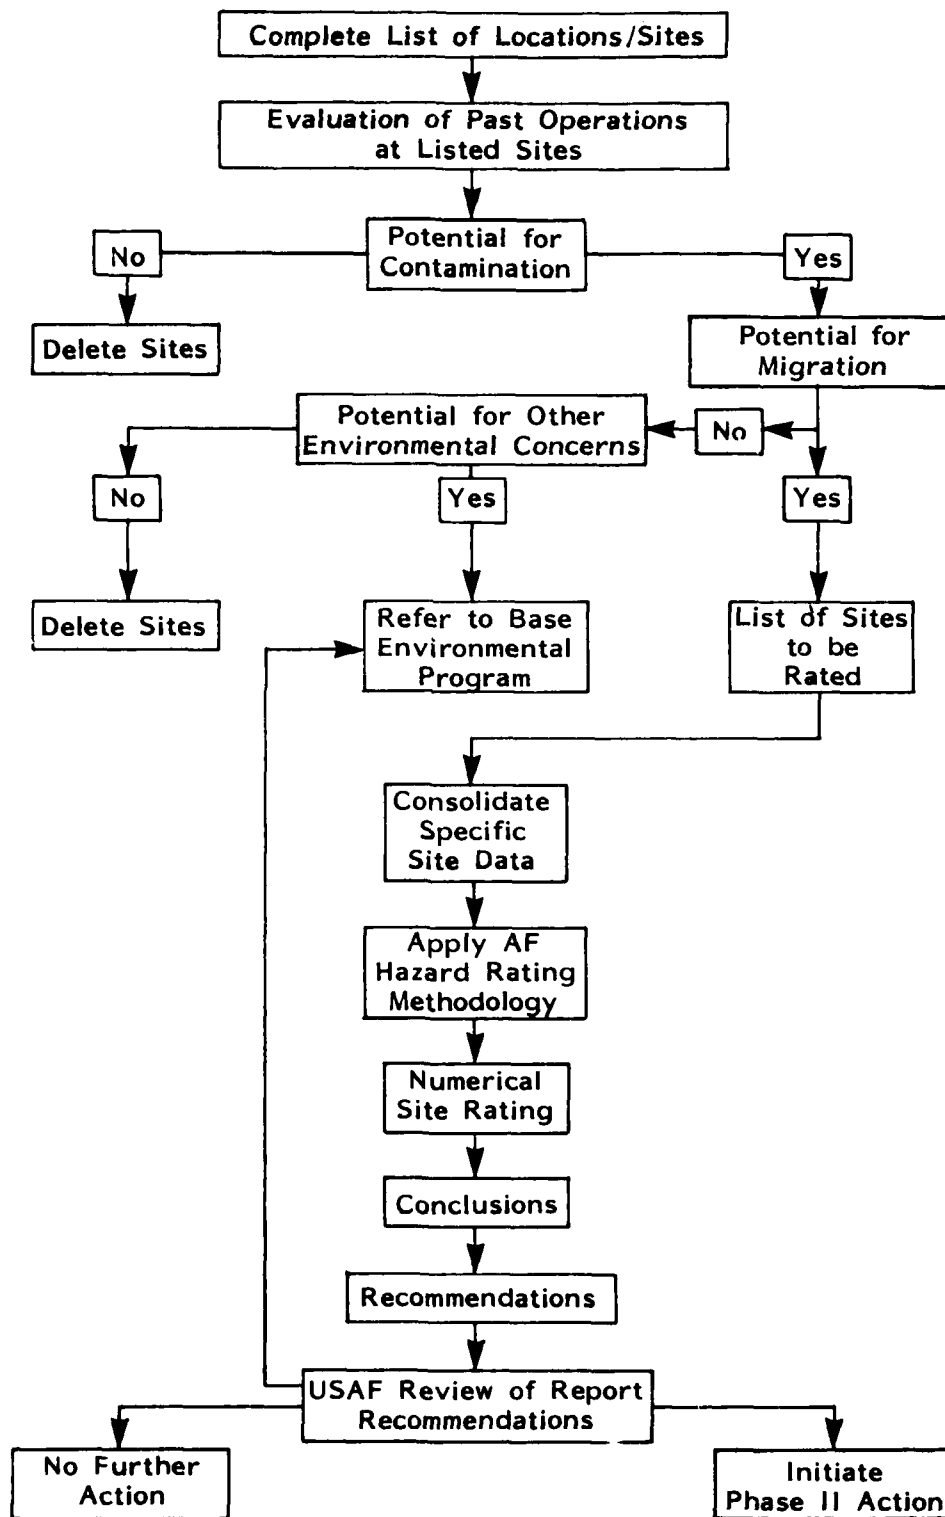 Complete List of Locations/Sites
Evaluation of Past Operations
at Listed Sites
Potential for
Contamination
No
Yes
Delete Sites
Potential for
Migration
Potential for Other
Environmental Concerns
No
No
Yes
Yes
Delete Sites
Refer to Base
Environmental
Program
List of Sites
to be
Rated
Consolidate
Specific
Site Data
Apply AF
Hazard Rating
Methodology
Numerical
Site Rating
Conclusions
Recommendations
USAF Review of Report
Recommendations
No Further
Action
Initiate
Phase II Action